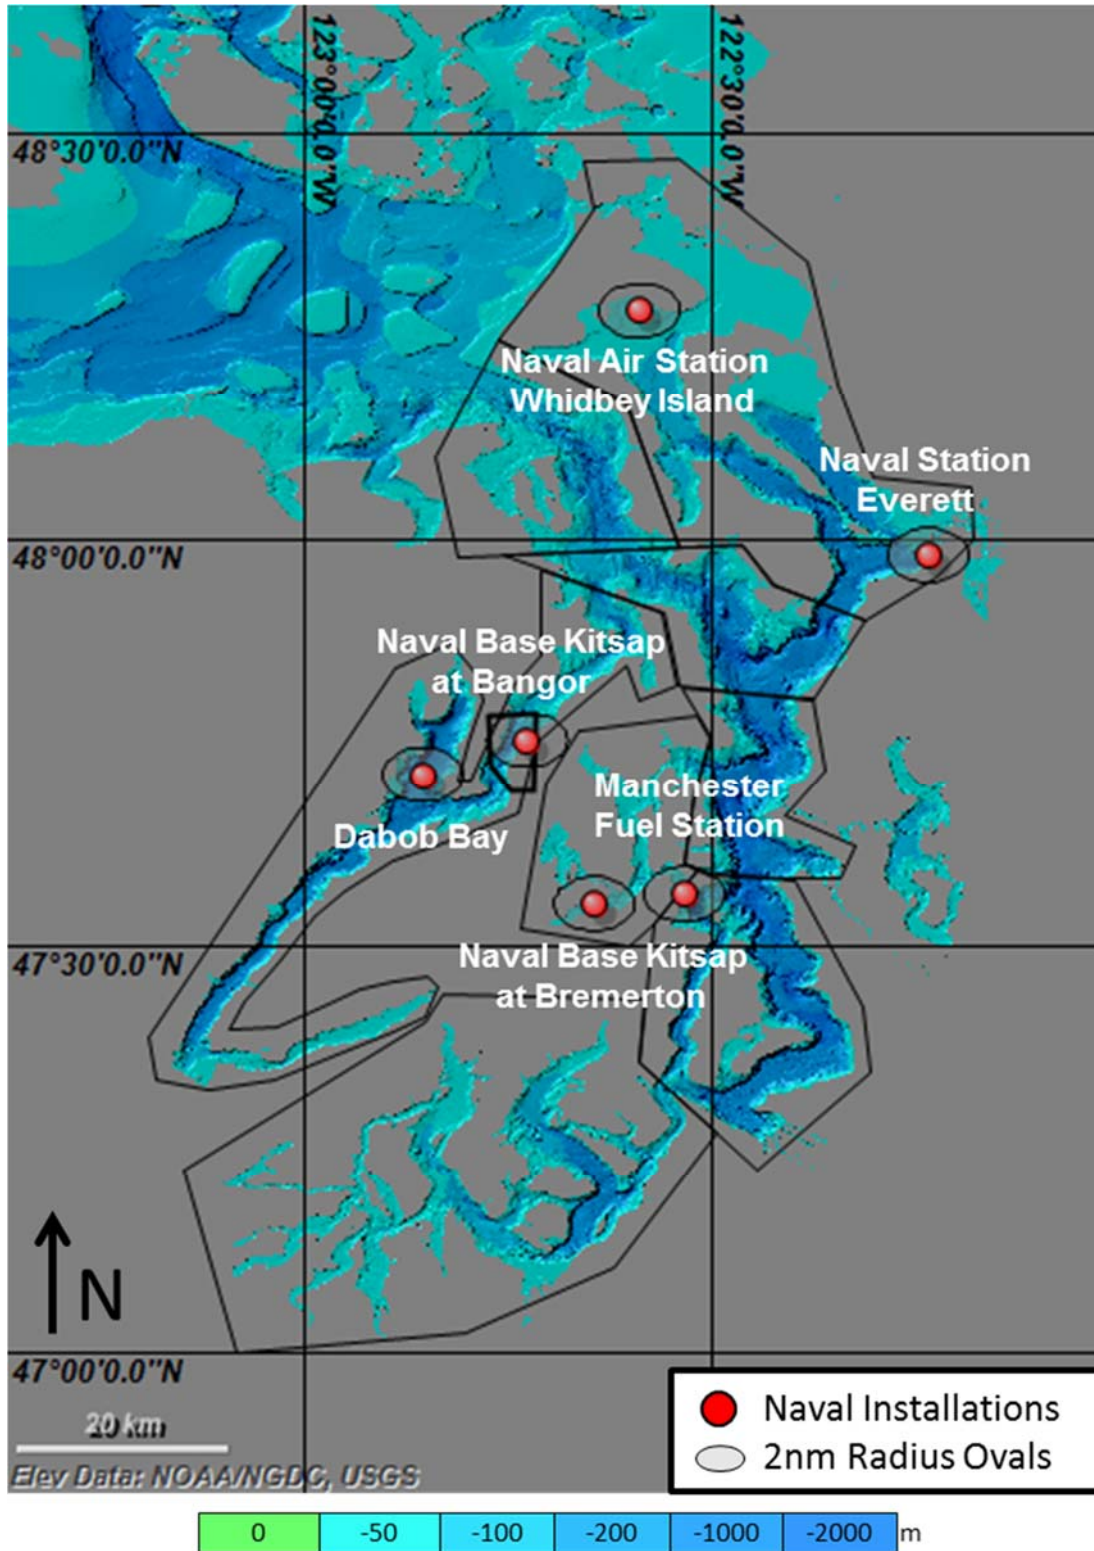 123°00'0.0"W
122°30'0.0"W
48°30'0.0"N
Naval Air Station
Whidbey Island
Naval Station
Everett
48°00'0.0"N
Naval Base Kitsap
at Bangor
Manchester
Fuel Station
Dabob Bay
47°30'0.0"N
Naval Base Kitsap
at Bremerton
N
47°00'0.0"N
20 km
Elev Data: NOAA/NGDC, USGS
Naval Installations
2nm Radius Ovals
0 -50 -100 -200 -1000 -2000 m